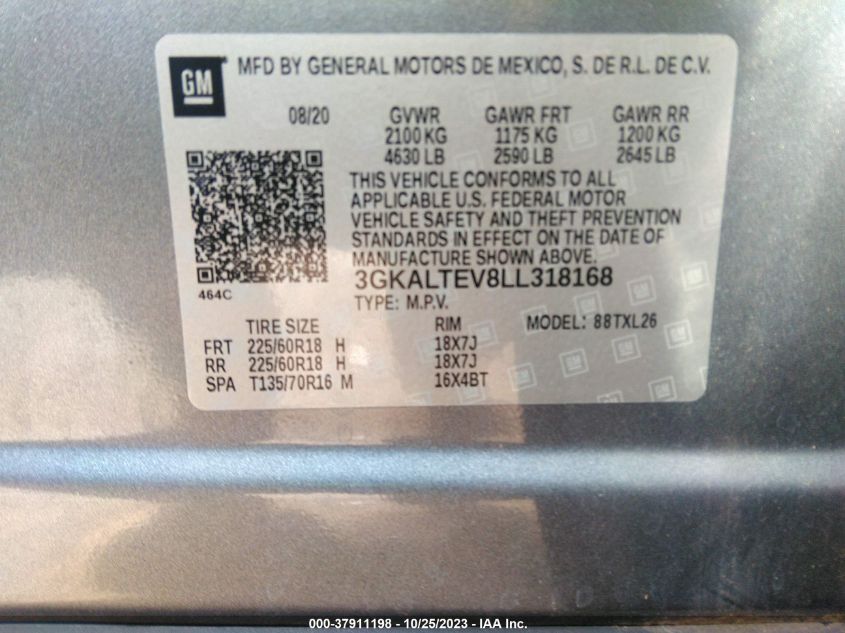 GM
MFD BY GENERAL MOTORS DE MEXICO, S. DE R.L. DE C.V.
08/20 GVWR GAWR FRT GAWR RR
2100 KG 1175 KG 1200 KG
4630 LB 2590 LB 2645 LB
THIS VEHICLE CONFORMS TO ALL
APPLICABLE U.S. FEDERAL MOTOR
VEHICLE SAFETY AND THEFT PREVENTION
STANDARDS IN EFFECT ON THE DATE OF
MANUFACTURE SHOWN ABOVE.
3GKALTEV8LL318168
464C
TYPE: M.P.V.
TIRE SIZE RIM MODEL: 88TXL26
FRT 225/60R18 H 18X7J
RR 225/60R18 H 18X7J
SPA T135/70R16 M 16X4BT
000-37911198 - 10/25/2023 - IAA Inc.